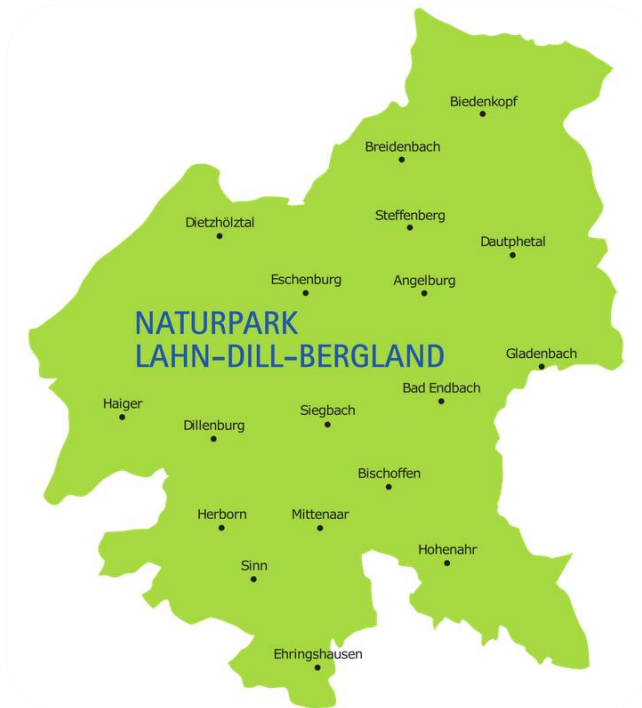 Biedenkopf
Breidenbach
Steffenberg
Dietzhölztal
Dautphetal
Eschenburg
Angelburg
NATURPARK
LAHN-DILL-BERGLAND
Gladenbach
Bad Endbach
Haiger
Siegbach
Dillenburg
Bischoffen
Herborn
Mittenaar
Hohenahr
Sinn
Ehringshausen